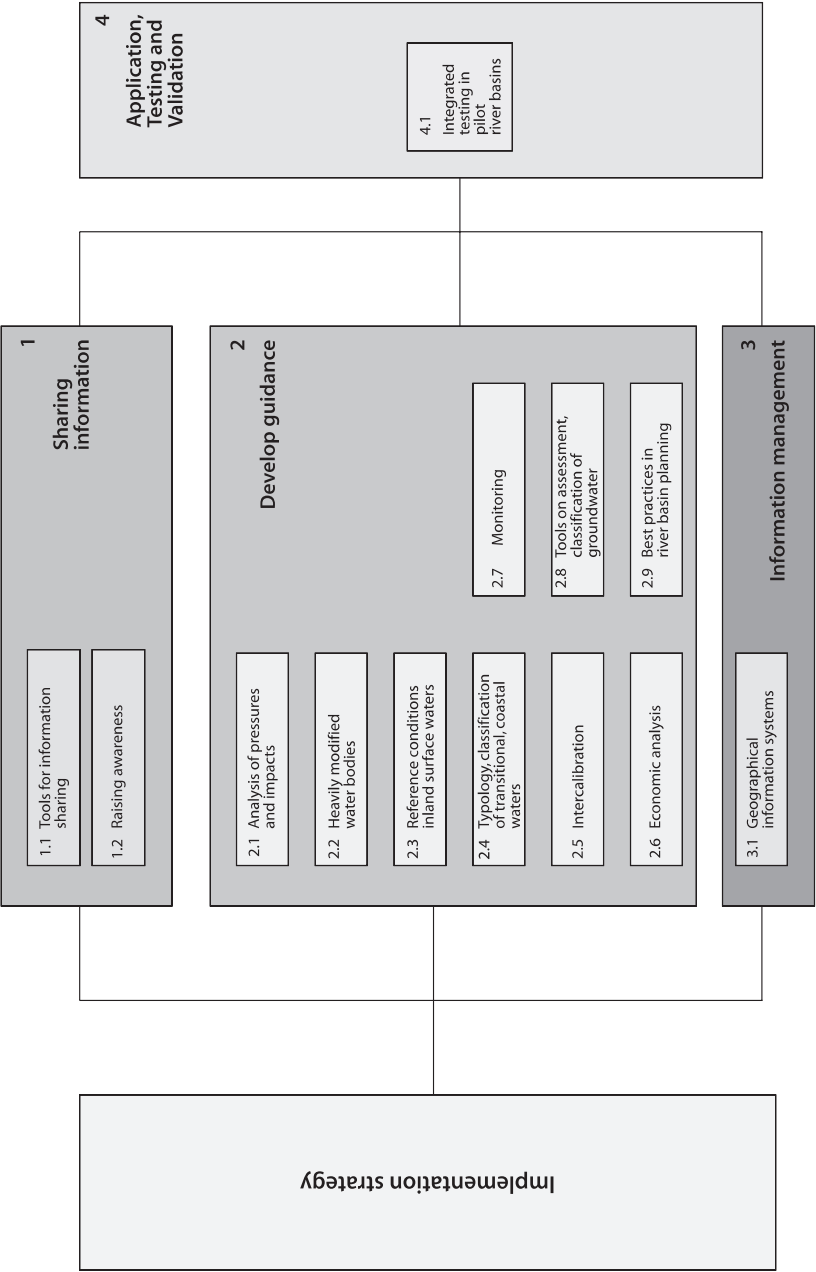 Implementation strategy
1
Sharing
information
1.1 Tools for information
sharing
1.2 Raising awareness
2
Develop guidance
2.1 Analysis of pressures
and impacts
2.2 Heavily modified
water bodies
2.3 Reference conditions
inland surface waters
2.4 Typology, classification
of transitional, coastal
waters
2.5 Intercalibration
2.6 Economic analysis
2.7 Monitoring
2.8 Tools on assessment,
classification of
groundwater
2.9 Best practices in
river basin planning
3
Information management
3.1 Geographical
information systems
4
Application,
Testing and
Validation
4.1
Integrated
testing in
pilot
river basins